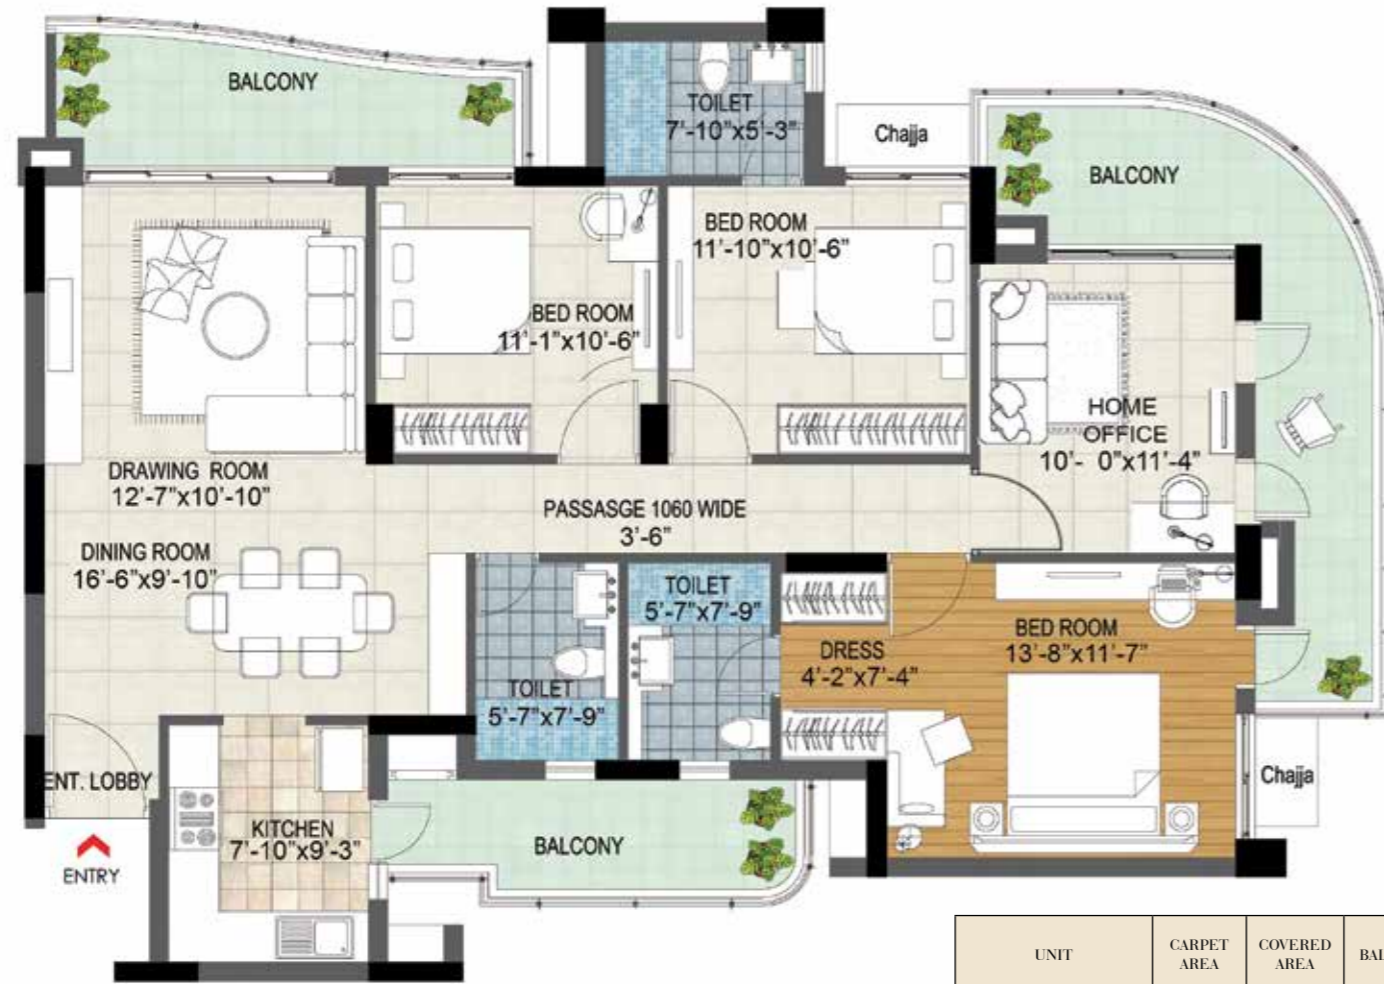 BALCONY
TOILET
7'-10"x5'-3"
Chajja
BALCONY
BED ROOM
11'-10"x10'-6"
BED ROOM
11'-1"x10'-6"
HOME
OFFICE
10'- 0"x11'-4"
DRAWING ROOM
12'-7"x10'-10"
PASSASGE 1060 WIDE
3'-6"
DINING ROOM
16'-6"x9'-10"
TOILET
5'-7"x7'-9"
BED ROOM
13'-8"x11'-7"
DRESS
4'-2"x7'-4"
TOILET
5'-7"x7'-9"
ENT. LOBBY
Chajja
KITCHEN
7'-10"x9'-3"
BALCONY
ENTRY
UNIT
CARPET
AREA
COVERED
AREA